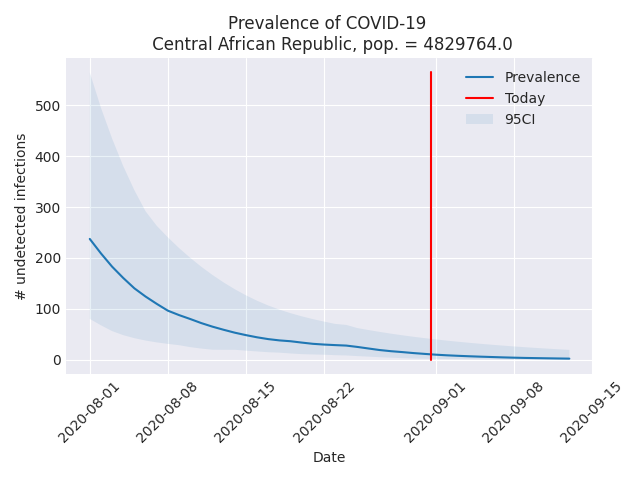 Prevalence of COVID-19
Central African Republic, pop. = 4829764.0
# undetected infections
500
400
300
200
100
0
Prevalence
Today
95CI
2020-08-01
2020-08-08
2020-08-15
2020-08-22
2020-09-01
2020-09-08
2020-09-15
Date